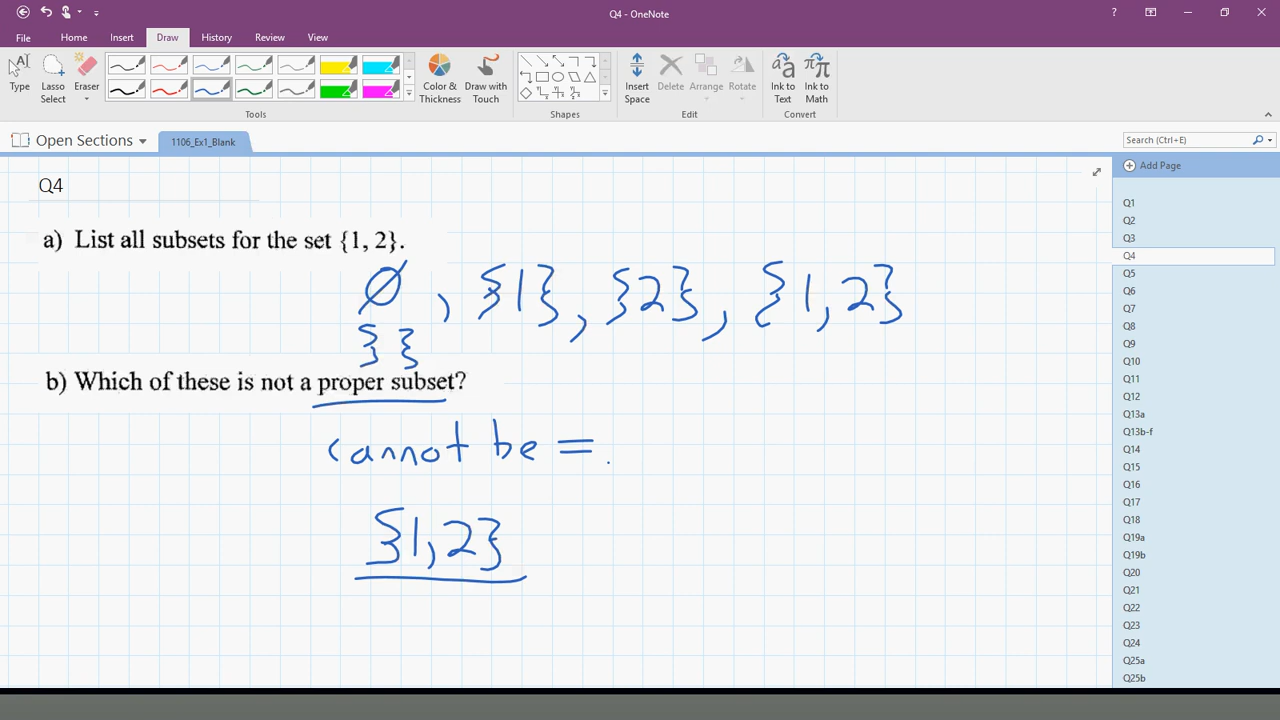 Q4 - OneNote
?
File Home Insert Draw History Review View
Type
Lasso Select
Eraser
Color & Thickness
Draw with Touch
Insert Space
Delete
Arrange
Rotate
Ink to Text
Ink to Math
Tools
Shapes
Edit
Convert
Open Sections
1106_Ex1_Blank
Search (Ctrl+E)
Add Page
Q4
a) List all subsets for the set {1, 2}.
∅, {1}, {2}, {1, 2}
{ }
b) Which of these is not a proper subset?
cannot be =.
{1, 2}
Q1
Q2
Q3
Q4
Q5
Q6
Q7
Q8
Q9
Q10
Q11
Q12
Q13a
Q13b-f
Q14
Q15
Q16
Q17
Q18
Q19a
Q19b
Q20
Q21
Q22
Q23
Q24
Q25a
Q25b